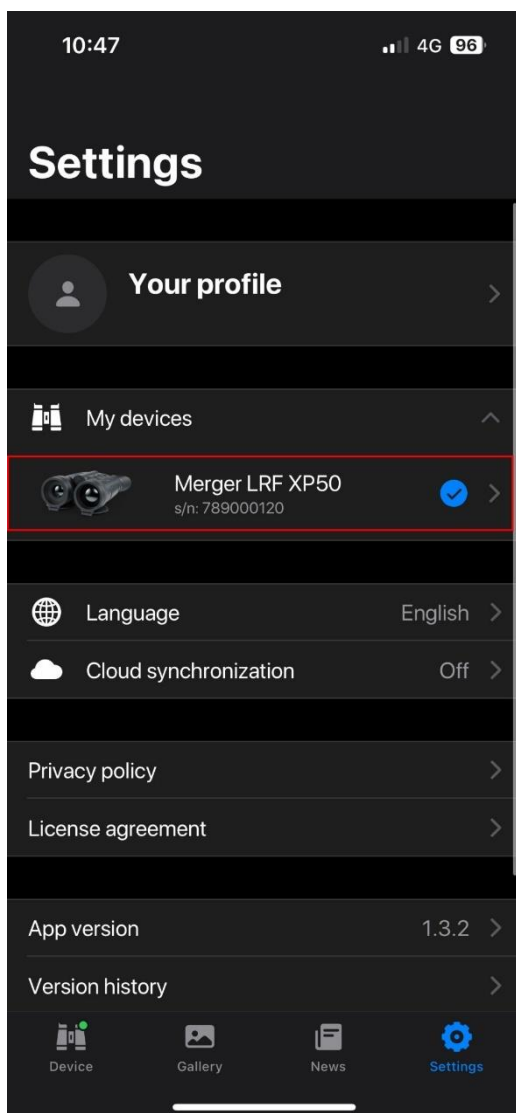 10:47
4G 96
Settings
Your profile
My devices
Merger LRF XP50
s/n: 789000120
Language English
Cloud synchronization Off
Privacy policy
License agreement
App version 1.3.2
Version history
Device Gallery News Settings